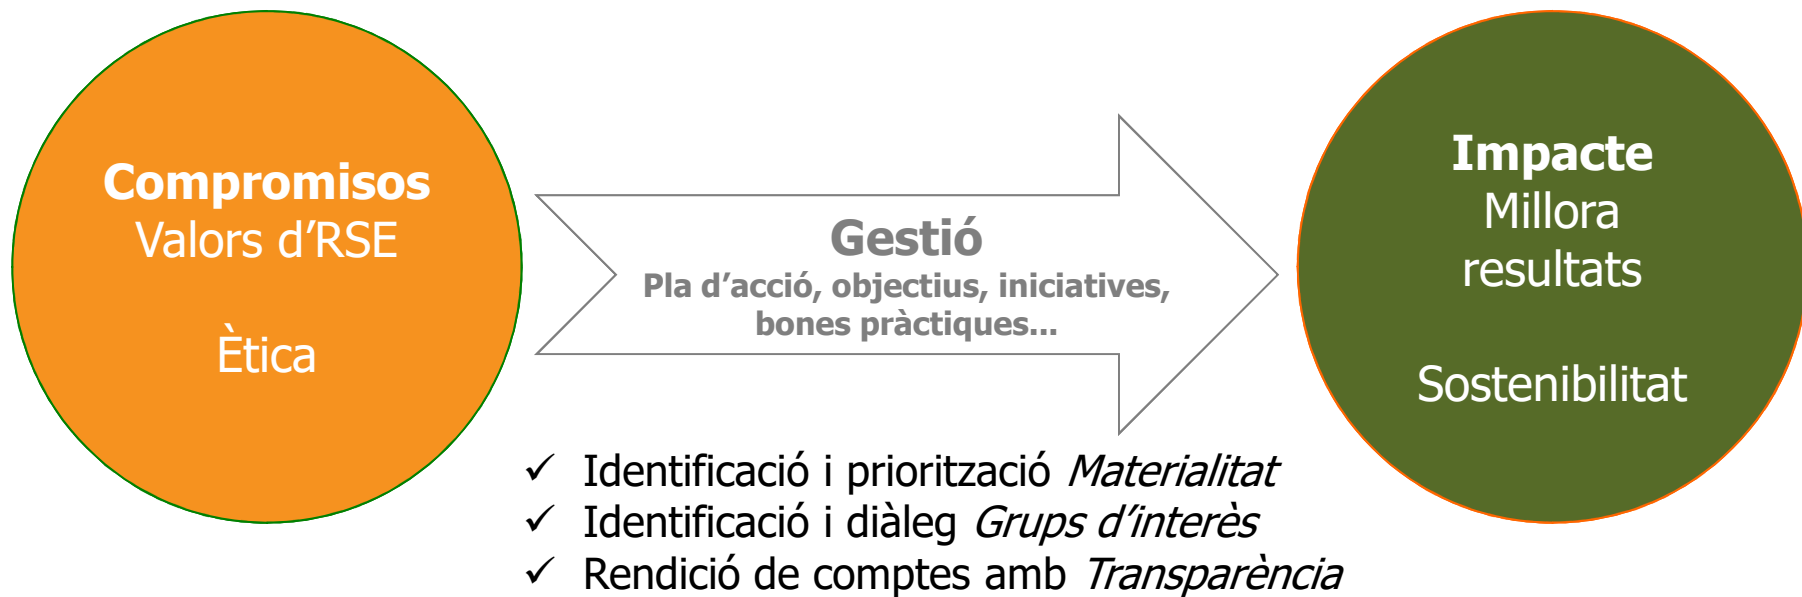 Compromisos
Valors d’RSE
Ètica
Gestió
Pla d’acció, objectius, iniciatives,
bones pràctiques...
Impacte
Millora
resultats
Sostenibilitat
✓ Identificació i priorització Materialitat
✓ Identificació i diàleg Grups d’interès
✓ Rendició de comptes amb Transparència